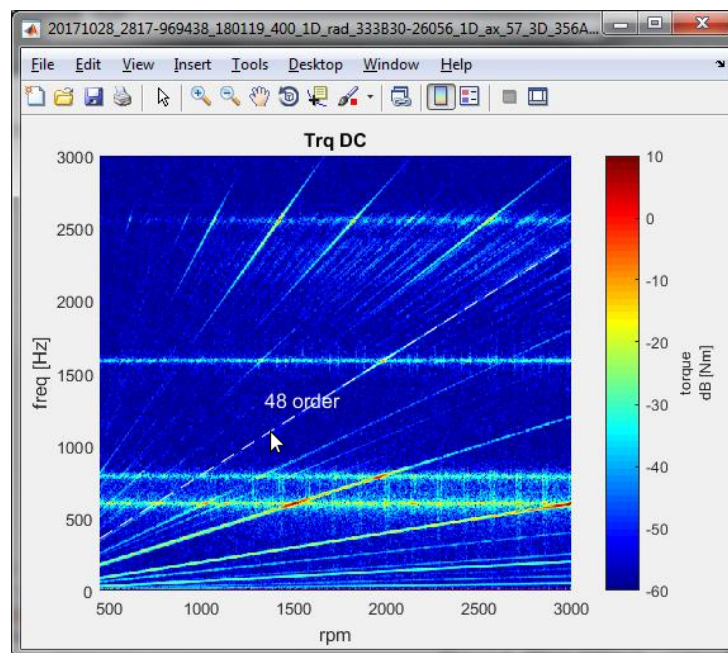 20171028_2817-969438_180119_400_1D_rad_333B30-26056_1D_ax_57_3D_356A...
File Edit View Insert Tools Desktop Window Help
Trq DC
3000
2500
2000
1500
1000
500
0
freq [Hz]
48 order
500 1000 1500 2000 2500 3000
rpm
10
0
-10
-20
-30
-40
-50
-60
torque
dB [Nm]